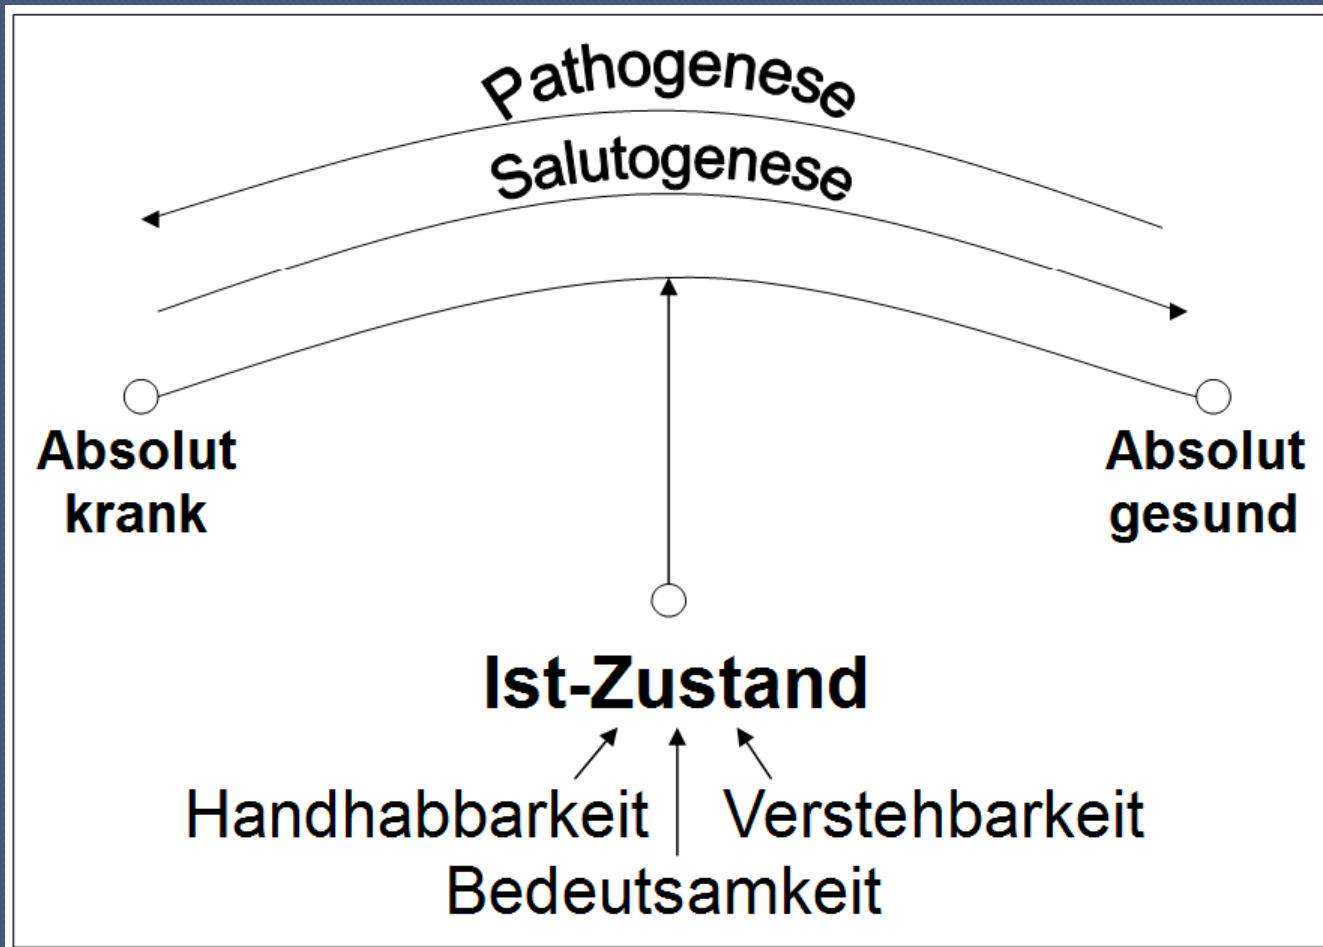 Pathogenese
Salutogenese
Absolut
krank
Absolut
gesund
Ist-Zustand
Handhabbarkeit
Verstehbarkeit
Bedeutsamkeit